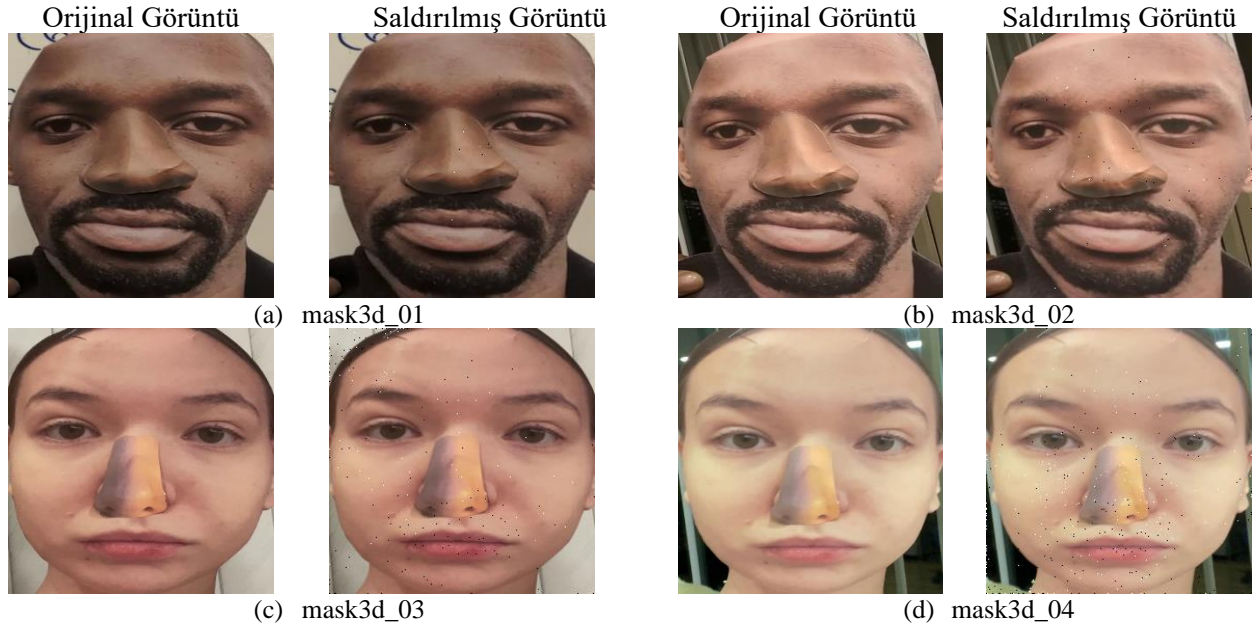 Orijinal Görüntü Saldırılmış Görüntü Orijinal Görüntü Saldırılmış Görüntü
(a) mask3d_01 (b) mask3d_02
(c) mask3d_03 (d) mask3d_04